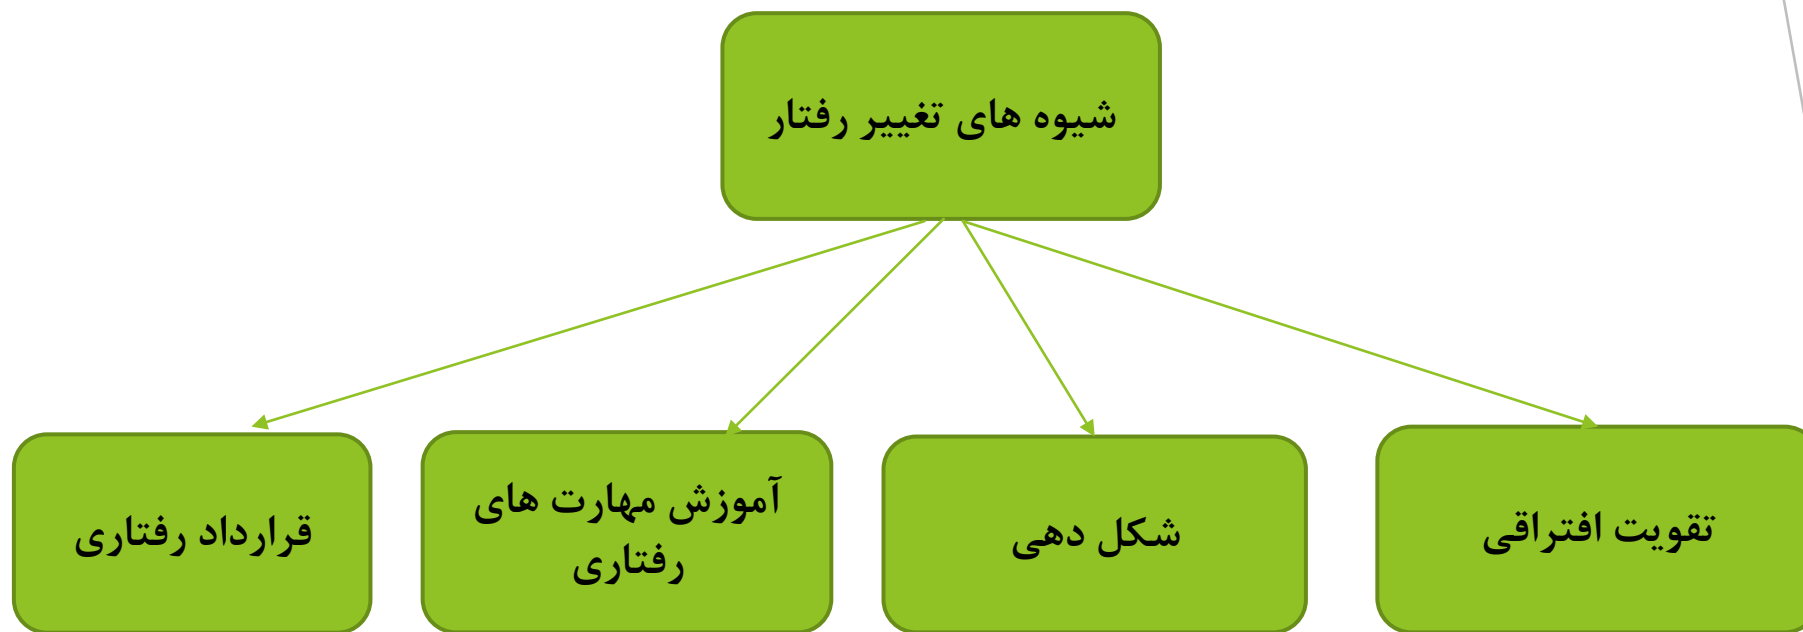 شیوه های تغییر رفتار
تقویت افتراقی
شکل دهی
آموزش مهارت های
رفتاری
قرارداد رفتاری